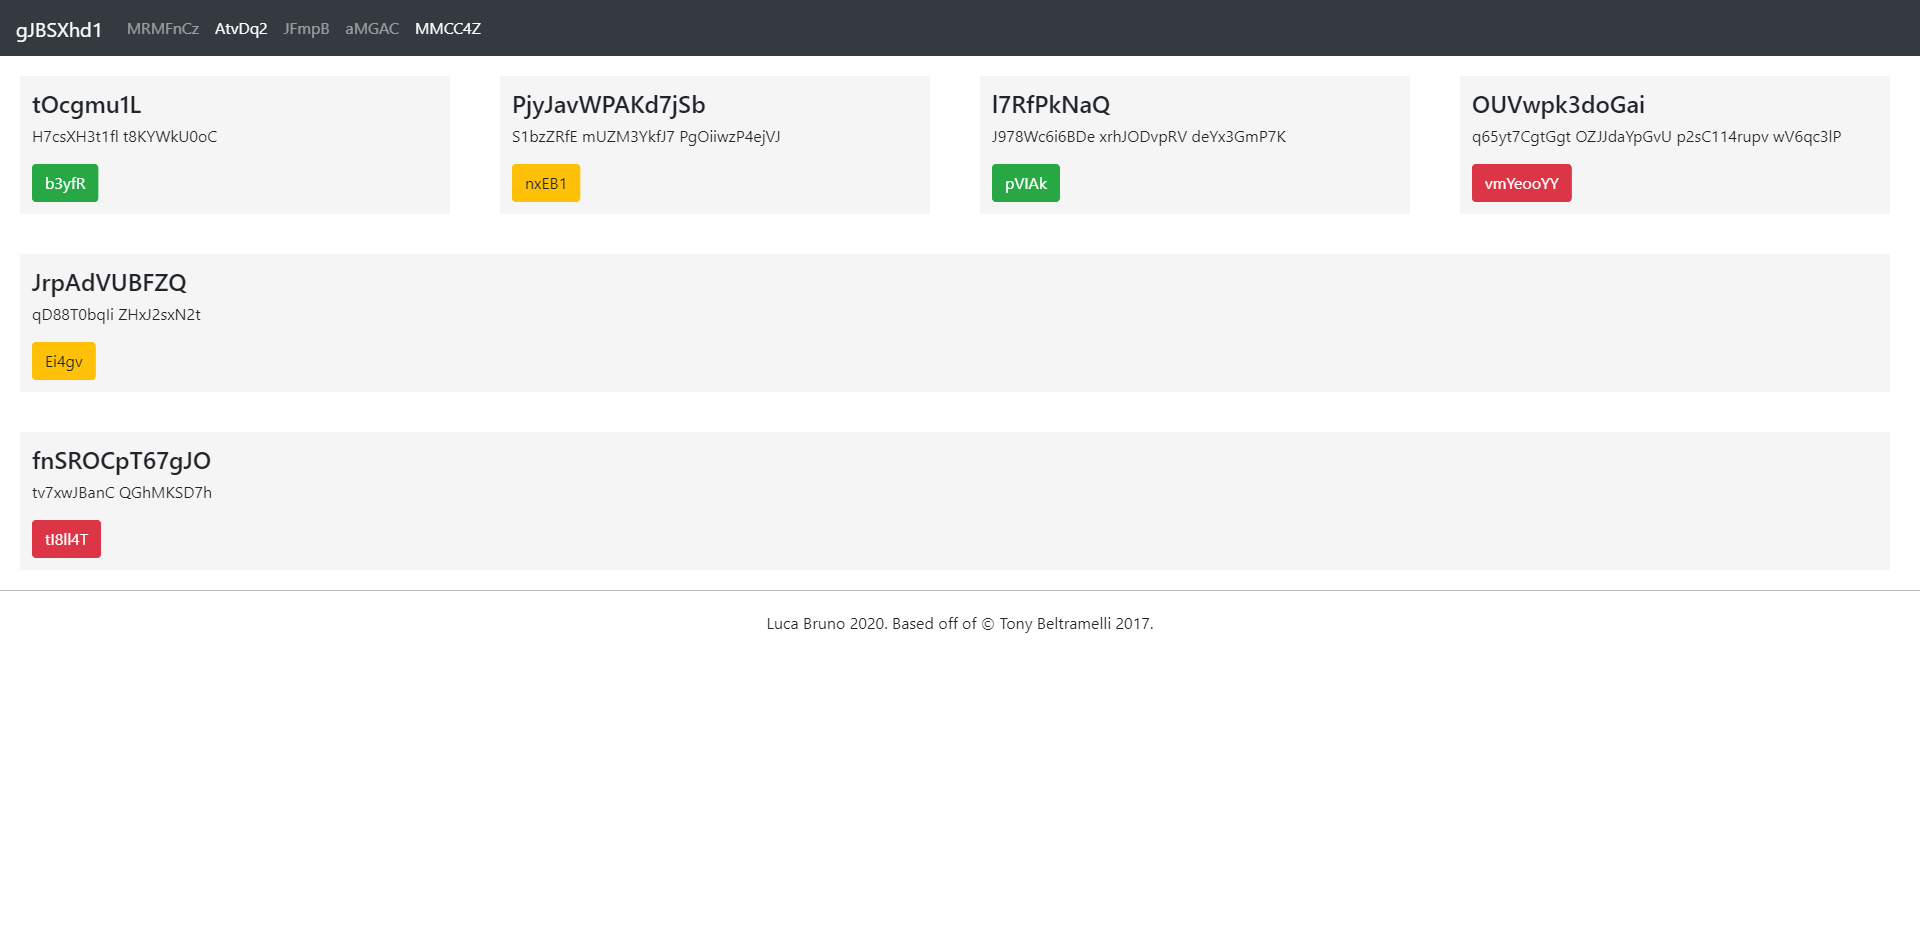 gJBSXhd1 MRMFnCz AtvDq2 JFmpB aMGAC MMCC4Z
tOcgmu1L
H7csXH3t1fl t8KYWkU0oC
b3yfR
PjyJavWPAKd7jSb
S1bzZRfE mUZM3YkfJ7 PgOiiwzP4ejVJ
nxEB1
l7RfPkNaQ
J978Wc6i6BDe xrhJODvpRV deYx3GmP7K
pVIAk
OUVwpk3doGai
q65yt7CgtGgt OZJJdaYpGvU p2sC114rupv wV6qc3lP
vmYeooYY
JrpAdVUBFZQ
qD88T0bqIi ZHxJ2sxN2t
Ei4gv
fnSROCpT67gJO
tv7xwJBanC QGhMKSD7h
tI8lI4T
Luca Bruno 2020. Based off of © Tony Beltramelli 2017.